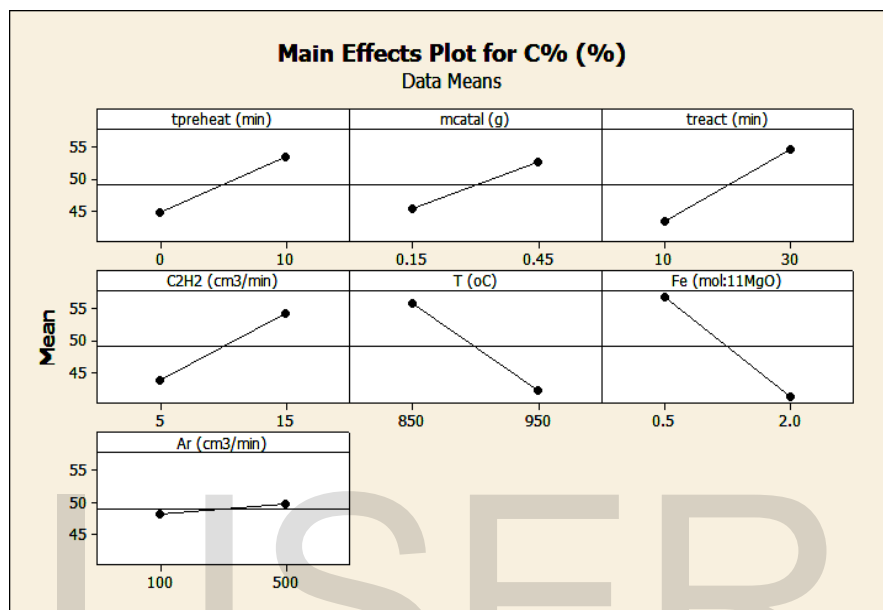 Main Effects Plot for C% (%)
Data Means
tpreheat (min) mcatal (g) treact (min)
55
50
45
0 10 0.15 0.45 10 30
C2H2 (cm3/min) T (oC) Fe (mol:11MgO)
55
50
45
Mean
5 15 850 950 0.5 2.0
Ar (cm3/min)
55
50
45
100 500